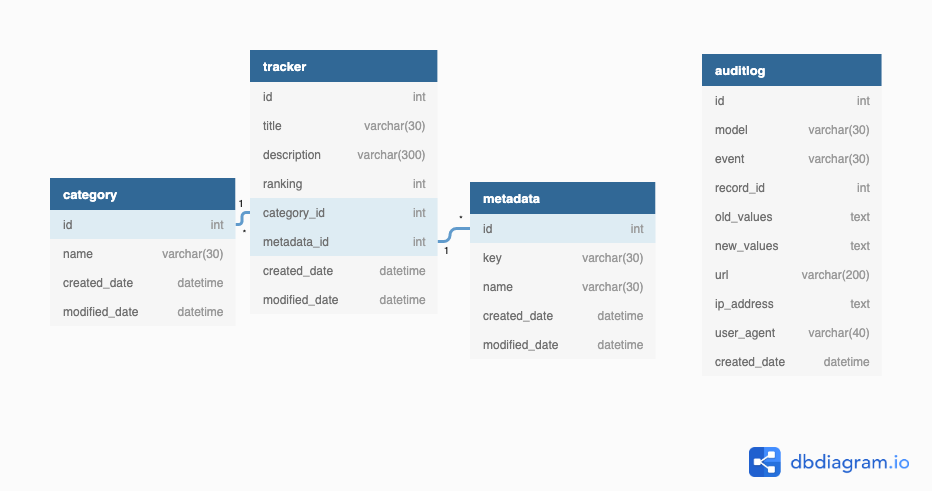 category
id int
name varchar(30)
created_date datetime
modified_date datetime
1
*
tracker
id int
title varchar(30)
description varchar(300)
ranking int
category_id int
metadata_id int
created_date datetime
modified_date datetime
*
1
metadata
id int
key varchar(30)
name varchar(30)
created_date datetime
modified_date datetime
auditlog
id int
model varchar(30)
event varchar(30)
record_id int
old_values text
new_values text
url varchar(200)
ip_address text
user_agent varchar(40)
created_date datetime
dbdiagram.io